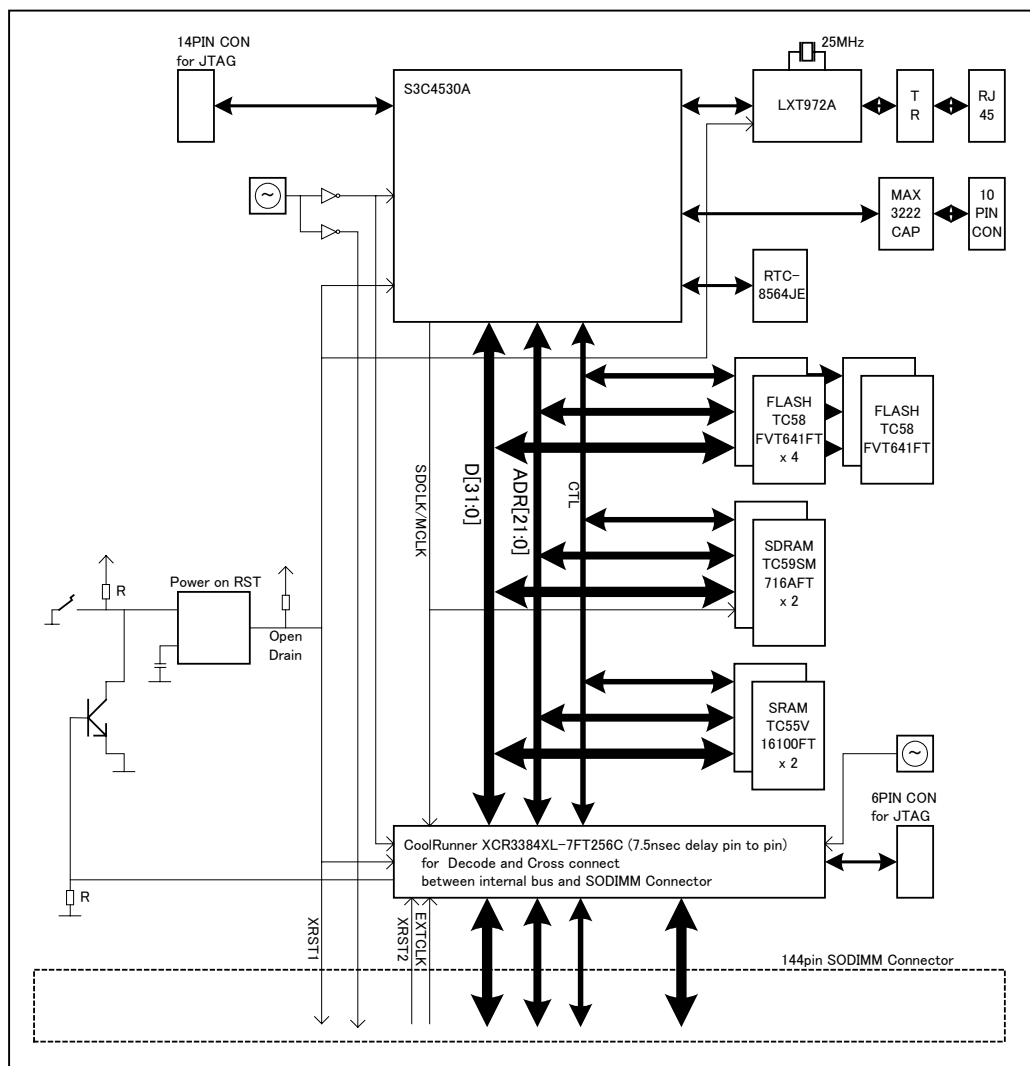 14PIN CON
for JTAG
S3C4530A
25MHz
LXT972A
T
R
RJ
45
MAX
3222
CAP
10
PIN
CON
RTC-
8564JE
FLASH
TC58
FVT641FT
x 4
FLASH
TC58
FVT641FT
SDCLK/MCLK
D[31:0]
ADR[21:0]
CTL
SDRAM
TC59SM
716AFT
x 2
R
Power on RST
Open
Drain
SRAM
TC55V
16100FT
x 2
6PIN CON
for JTAG
CoolRunner XCR3384XL-7FT256C (7.5nsec delay pin to pin)
for Decode and Cross connect
between internal bus and SODIMM Connector
R
XRST1
XRST2
EXTCLK
144pin SODIMM Connector